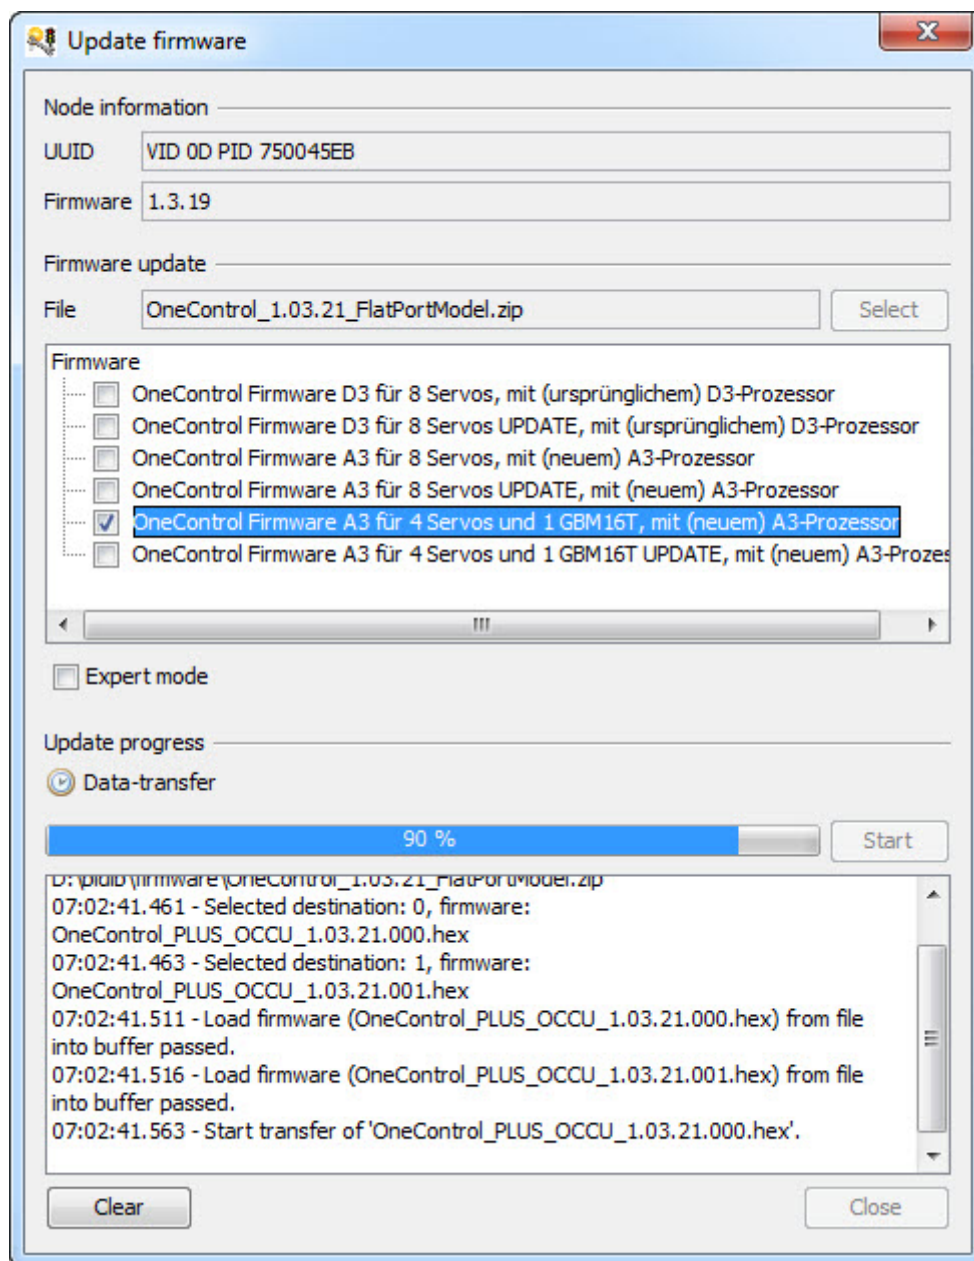 Update firmware
Node information
UUID VID 0D PID 750045EB
Firmware 1.3.19
Firmware update
File OneControl_1.03.21_FlatPortModel.zip Select
Firmware
OneControl Firmware D3 für 8 Servos, mit (ursprünglichem) D3-Prozessor
OneControl Firmware D3 für 8 Servos UPDATE, mit (ursprünglichem) D3-Prozessor
OneControl Firmware A3 für 8 Servos, mit (neuem) A3-Prozessor
OneControl Firmware A3 für 8 Servos UPDATE, mit (neuem) A3-Prozessor
OneControl Firmware A3 für 4 Servos und 1 GBM16T, mit (neuem) A3-Prozessor
OneControl Firmware A3 für 4 Servos und 1 GBM16T UPDATE, mit (neuem) A3-Prozes
Expert mode
Update progress
Data-transfer
90 % Start
D:\bidib\firmware\OneControl_1.03.21_FlatPortModel.zip
07:02:41.461 - Selected destination: 0, firmware:
OneControl_PLUS_OCCU_1.03.21.000.hex
07:02:41.463 - Selected destination: 1, firmware:
OneControl_PLUS_OCCU_1.03.21.001.hex
07:02:41.511 - Load firmware (OneControl_PLUS_OCCU_1.03.21.000.hex) from file
into buffer passed.
07:02:41.516 - Load firmware (OneControl_PLUS_OCCU_1.03.21.001.hex) from file
into buffer passed.
07:02:41.563 - Start transfer of 'OneControl_PLUS_OCCU_1.03.21.000.hex'.
Clear Close